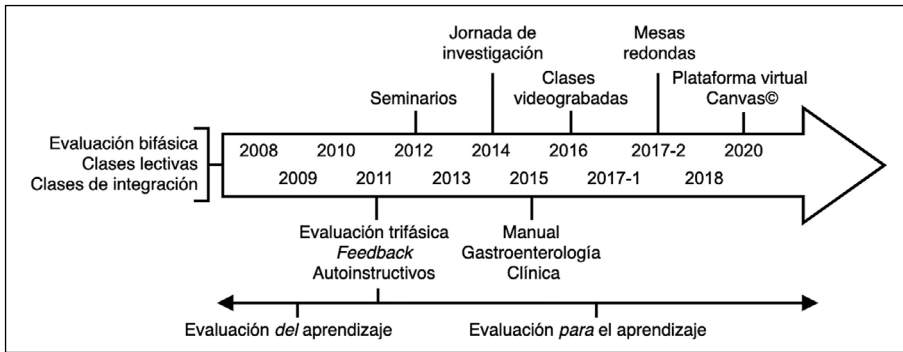 Jornada de
investigación
Mesas
redondas
Seminarios
Clases
videograbadas
Plataforma virtual
Canvas©
Evaluación bifásica
Clases lectivas
Clases de integración
2008 2010 2012 2014 2016 2017-2 2020
2009 2011 2013 2015 2017-1 2018
Evaluación trifásica
Feedback
Autoinstructivos
Manual
Gastroenterología
Clínica
Evaluación del aprendizaje
Evaluación para el aprendizaje